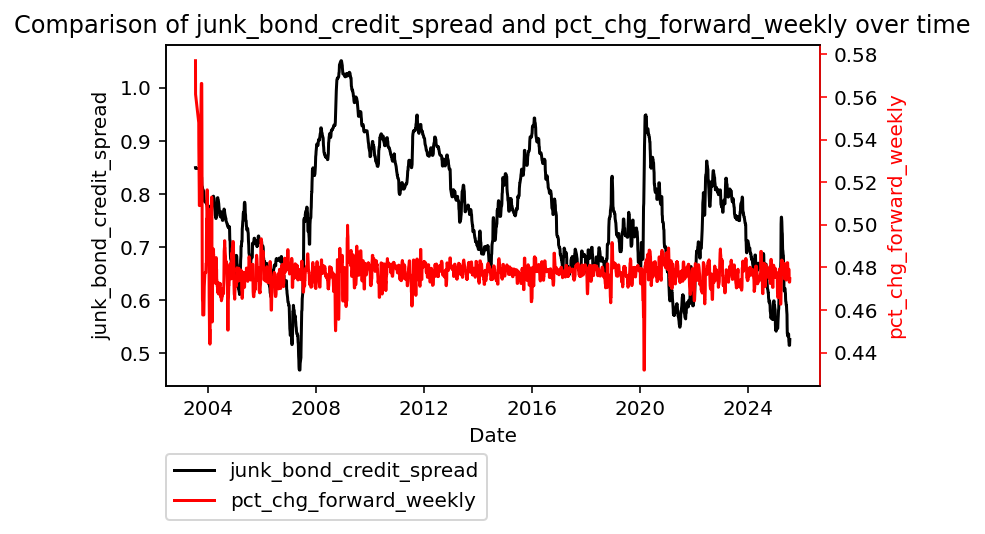 Comparison of junk_bond_credit_spread and pct_chg_forward_weekly over time
junk_bond_credit_spread
1.0
0.9
0.8
0.7
0.6
0.5
0.58
0.56
0.54
0.52
0.50
0.48
0.46
0.44
pct_chg_forward_weekly
2004 2008 2012 2016 2020 2024
Date
junk_bond_credit_spread
pct_chg_forward_weekly